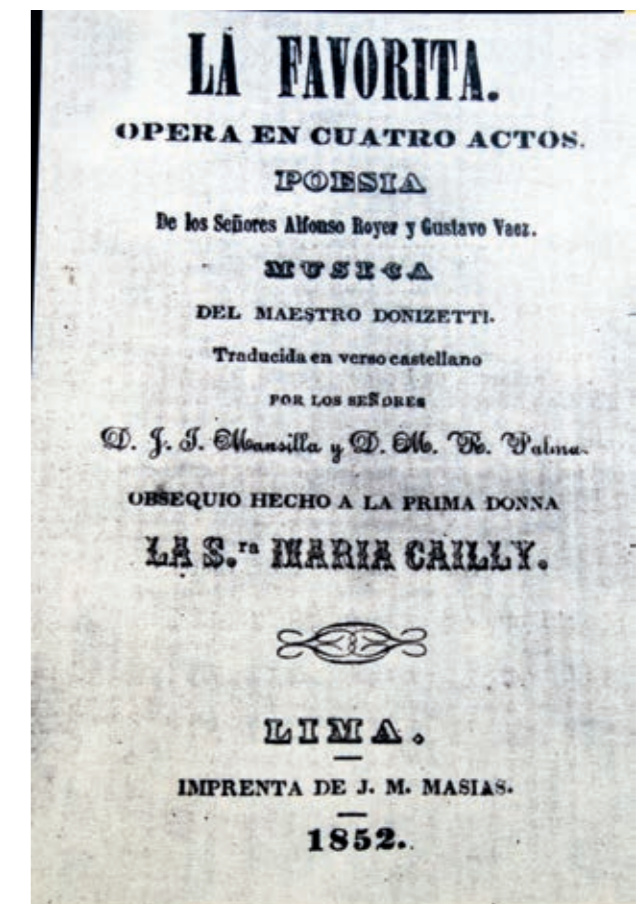 LA FAVORITA.
OPERA EN CUATRO ACTOS.
POESIA
De los Señores Alfonso Royer y Gustavo Vaez.
MUSICA
DEL MAESTRO DONIZETTI.
Traducida en verso castellano
POR LOS SEÑORES
D. J. J. Mansilla y D. M. R. Palma.
OBSEQUIO HECHO A LA PRIMA DONNA
LA S.ra MARIA CAILLY.
LIMA.
IMPRENTA DE J. M. MASIAS.
1852.